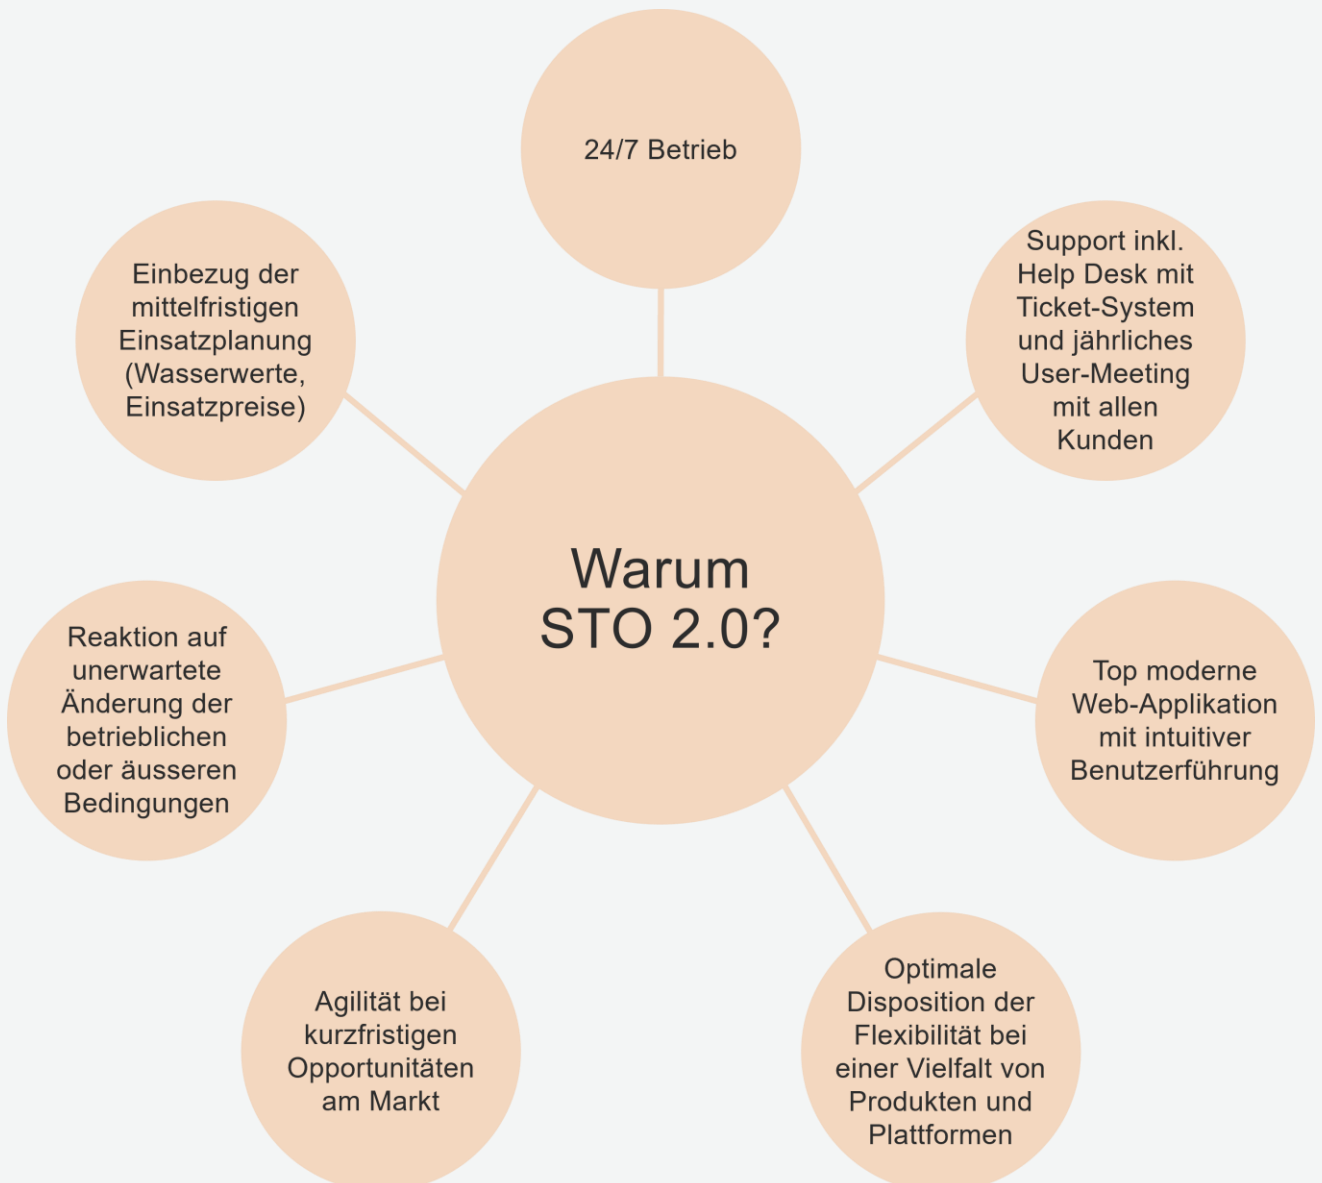 24/7 Betrieb
Support inkl.
Help Desk mit
Ticket-System
und jährliches
User-Meeting
mit allen
Kunden
Einbezug der
mittelfristigen
Einsatzplanung
(Wasserwerte,
Einsatzpreise)
Warum
STO 2.0?
Reaktion auf
unerwartete
Änderung der
betrieblichen
oder äusseren
Bedingungen
Top moderne
Web-Applikation
mit intuitiver
Benutzerführung
Agilität bei
kurzfristigen
Opportunitäten
am Markt
Optimale
Disposition der
Flexibilität bei
einer Vielfalt von
Produkten und
Plattformen